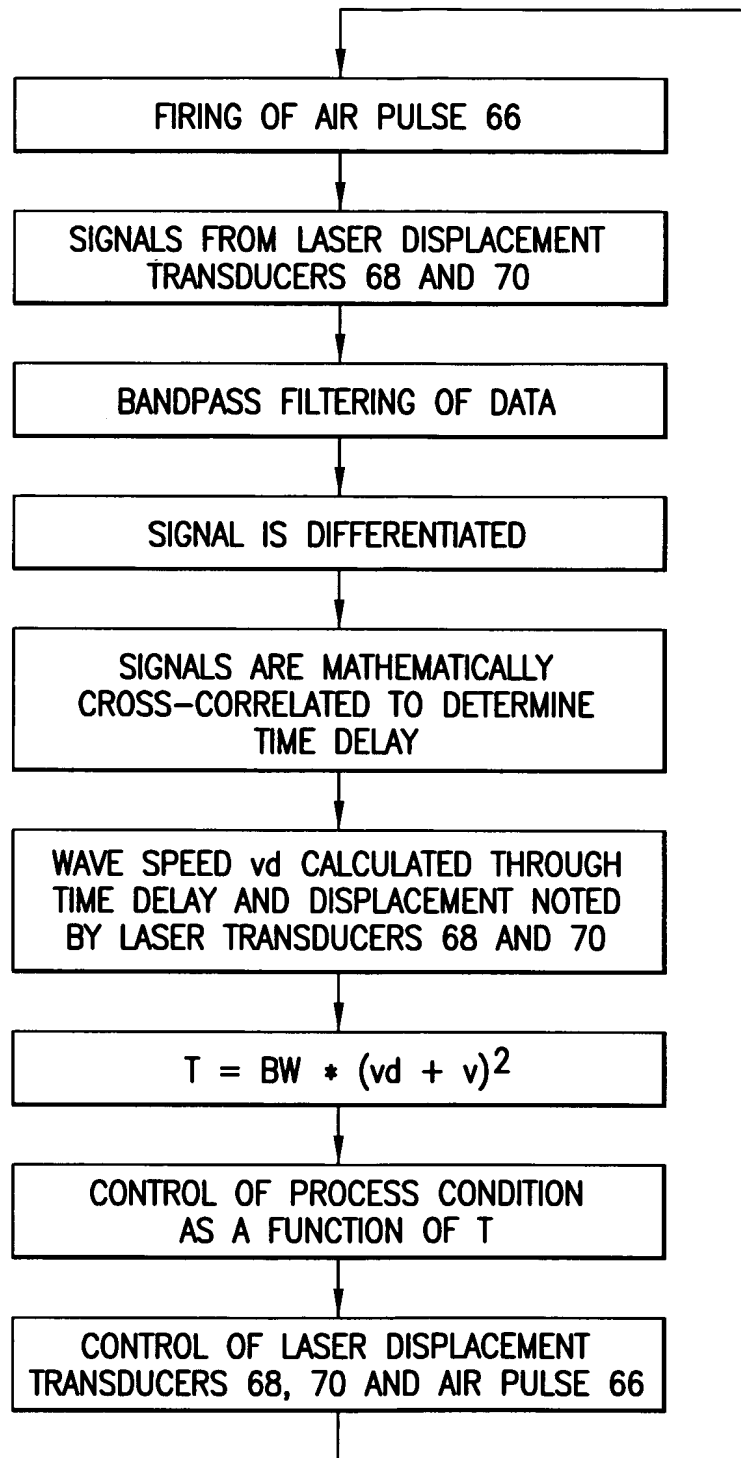 FIRING OF AIR PULSE 66
SIGNALS FROM LASER DISPLACEMENT
TRANSDUCERS 68 AND 70
BANDPASS FILTERING OF DATA
SIGNAL IS DIFFERENTIATED
SIGNALS ARE MATHEMATICALLY
CROSS-CORRELATED TO DETERMINE
TIME DELAY
WAVE SPEED vd CALCULATED THROUGH
TIME DELAY AND DISPLACEMENT NOTED
BY LASER TRANSDUCERS 68 AND 70
T = BW * (vd + v)²
CONTROL OF PROCESS CONDITION
AS A FUNCTION OF T
CONTROL OF LASER DISPLACEMENT
TRANSDUCERS 68, 70 AND AIR PULSE 66